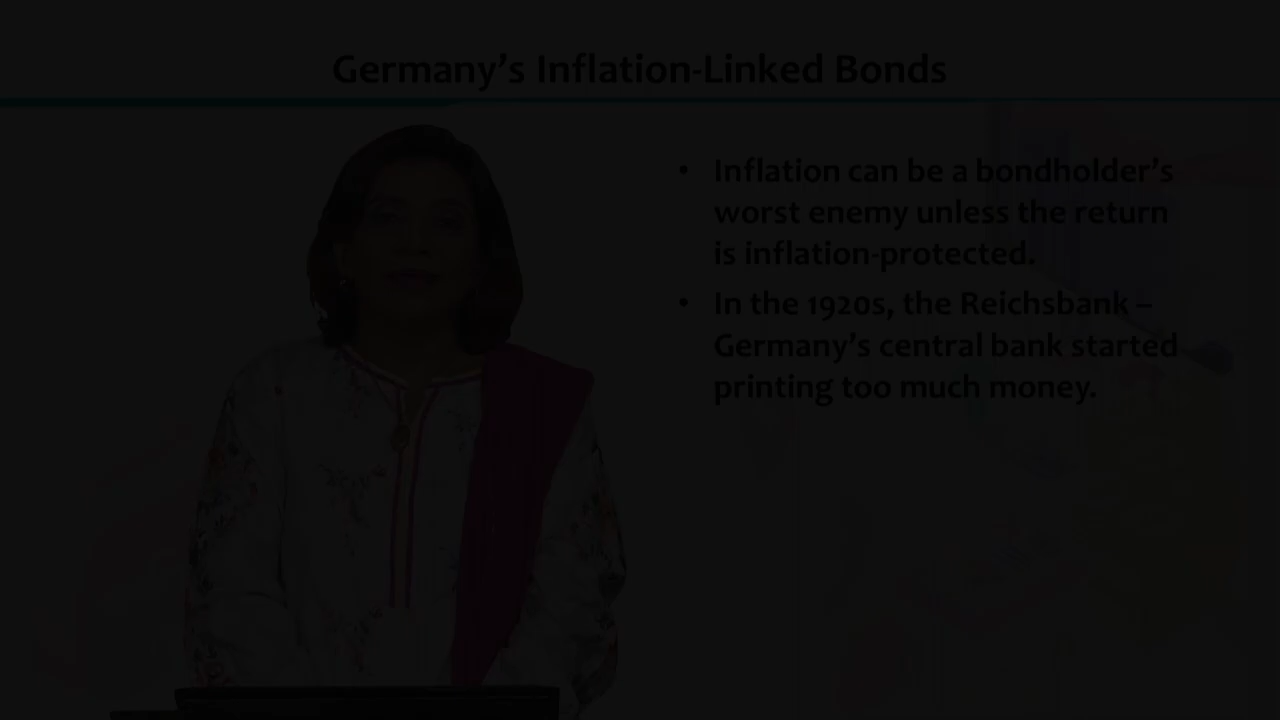 Germany's Inflation-Linked Bonds
• Inflation can be a bondholder's
worst enemy unless the return
is inflation-protected.
• In the 1920s, the Reichsbank –
Germany's central bank started
printing too much money.